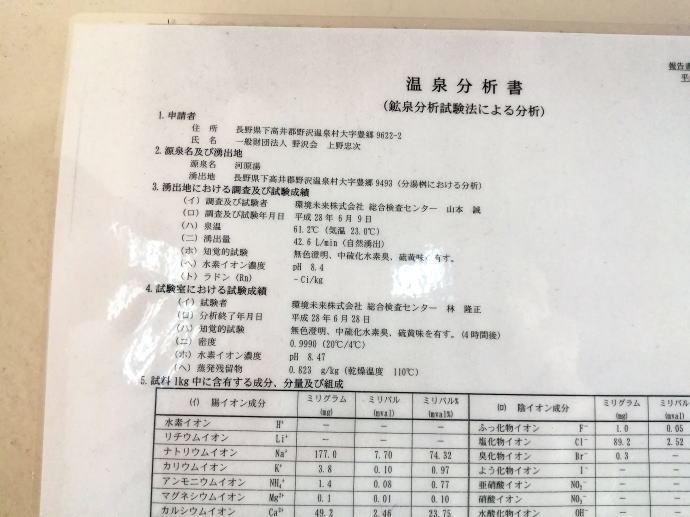 報告書
平
温泉分析書
(鉱泉分析試験法による分析)
1. 申請者
住 所 長野県下高井郡野沢温泉村大字豊郷 9622-2
氏 名 一般財団法人 野沢会 上野忠次
2. 源泉名及び湧出地
源泉名 河原湯
湧出地 長野県下高井郡野沢温泉村大字豊郷 9493 (分湯桝における分析)
3. 湧出地における調査及び試験成績
(イ) 調査及び試験者 環境未来株式会社 総合検査センター 山本 誠
(ロ) 調査及び試験年月日 平成 28 年 6 月 9 日
(ハ) 泉温 61.2℃ (気温 23.0℃)
(ニ) 湧出量 42.6 L/min (自然湧出)
(ホ) 知覚的試験 無色澄明、中硫化水素臭、硫黄味を有す。
(ヘ) 水素イオン濃度 pH 8.4
(ト) ラドン (Rn) - Ci/kg
4. 試験室における試験成績
(イ) 試験者 環境未来株式会社 総合検査センター 林 隆正
(ロ) 分析終了年月日 平成 28 年 6 月 28 日
(ハ) 知覚的試験 無色澄明、中硫化水素臭、硫黄味を有す。(4 時間後)
(ニ) 密度 0.9990 (20℃/4℃)
(ホ) 水素イオン濃度 pH 8.47
(ヘ) 蒸発残留物 0.823 g/kg (乾燥温度 110℃)
5. 試料 1kg 中に含有する成分、分量及び組成
(イ) 陽イオン成分 ミリグラム (mg) ミリバル (mval) ミリバル% (mval%) (ロ) 陰イオン成分 ミリグラム (mg) ミリバル (mval)
水素イオン H+ － － － ふっ化物イオン F- 1.0 0.05
リチウムイオン Li+ － － － 塩化物イオン Cl- 89.2 2.52
ナトリウムイオン Na+ 177.0 7.70 74.32 臭化物イオン Br- 0.3 －
カリウムイオン K+ 3.8 0.10 0.97 よう化物イオン I- － －
アンモニウムイオン NH4+ 1.4 0.08 0.77 亜硝酸イオン NO2- － －
マグネシウムイオン Mg2+ 0.1 0.01 0.10 硝酸イオン NO3- － －
カルシウムイオン Ca2+ 49.2 2.46 23.75 水酸化物イオン OH- － －